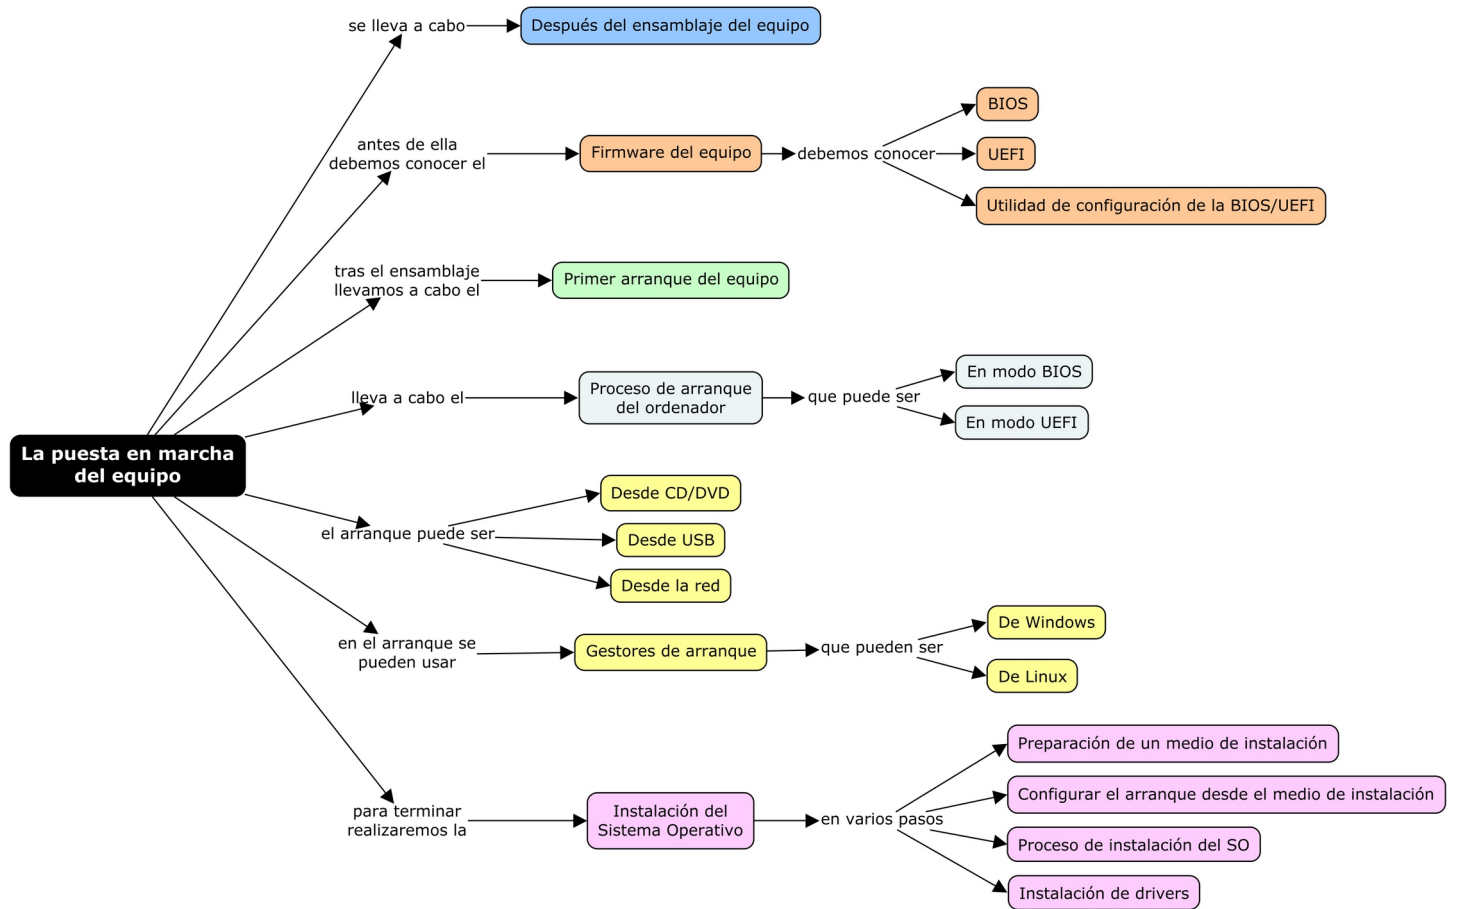 se lleva a cabo
Después del ensamblaje del equipo
antes de ella
debemos conocer el
Firmware del equipo
debemos conocer
BIOS
UEFI
Utilidad de configuración de la BIOS/UEFI
tras el ensamblaje
llevamos a cabo el
Primer arranque del equipo
lleva a cabo el
Proceso de arranque
del ordenador
que puede ser
En modo BIOS
En modo UEFI
La puesta en marcha
del equipo
el arranque puede ser
Desde CD/DVD
Desde USB
Desde la red
en el arranque se
pueden usar
Gestores de arranque
que pueden ser
De Windows
De Linux
para terminar
realizaremos la
Instalación del
Sistema Operativo
en varios pasos
Preparación de un medio de instalación
Configurar el arranque desde el medio de instalación
Proceso de instalación del SO
Instalación de drivers